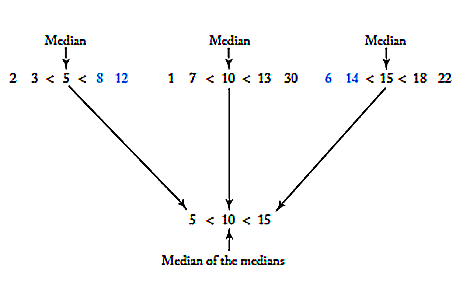 Median Median Median
2 3 < 5 < 8 12 1 7 < 10 < 13 30 6 14 < 15 < 18 22
5 < 10 < 15
Median of the medians